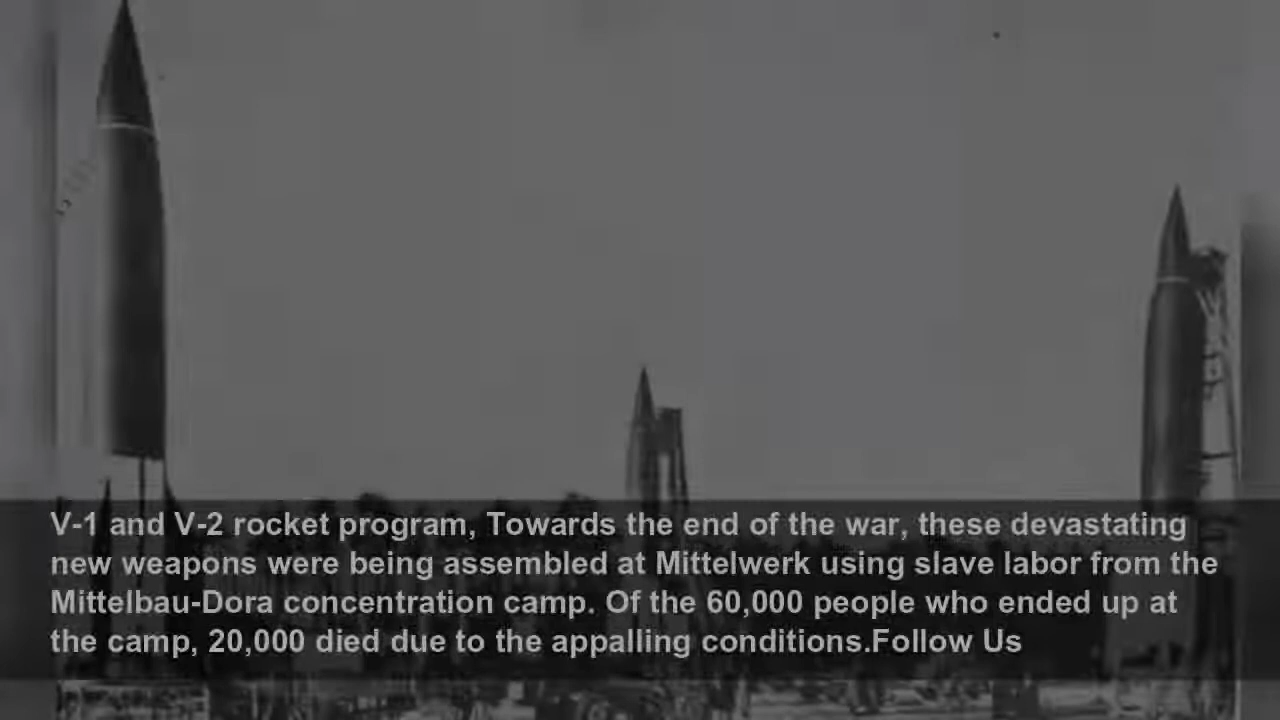 V-1 and V-2 rocket program, Towards the end of the war, these devastating
new weapons were being assembled at Mittelwerk using slave labor from the
Mittelbau-Dora concentration camp. Of the 60,000 people who ended up at
the camp, 20,000 died due to the appalling conditions.Follow Us